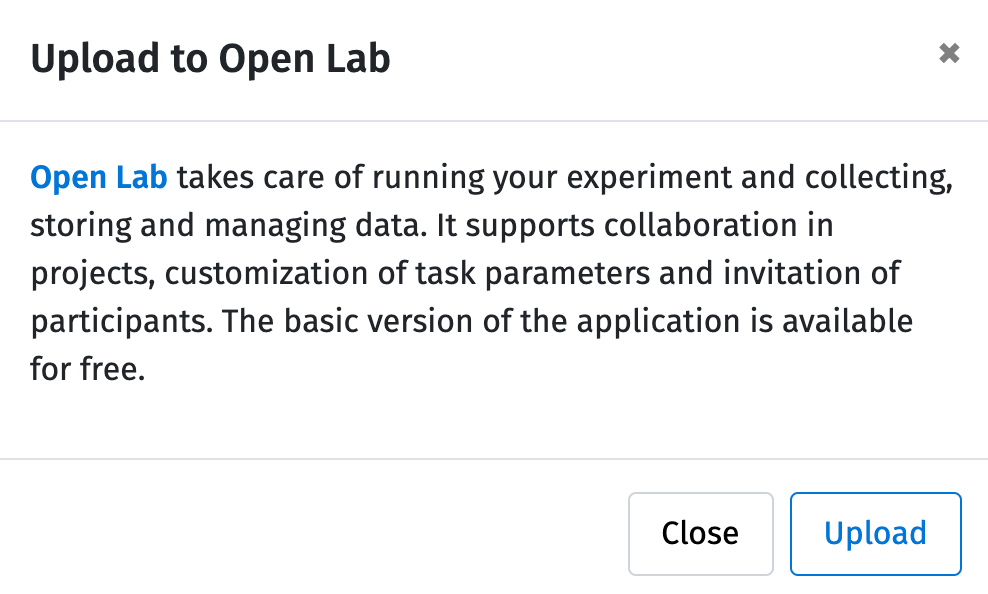 Upload to Open Lab
Open Lab takes care of running your experiment and collecting,
storing and managing data. It supports collaboration in
projects, customization of task parameters and invitation of
participants. The basic version of the application is available
for free.
Close
Upload